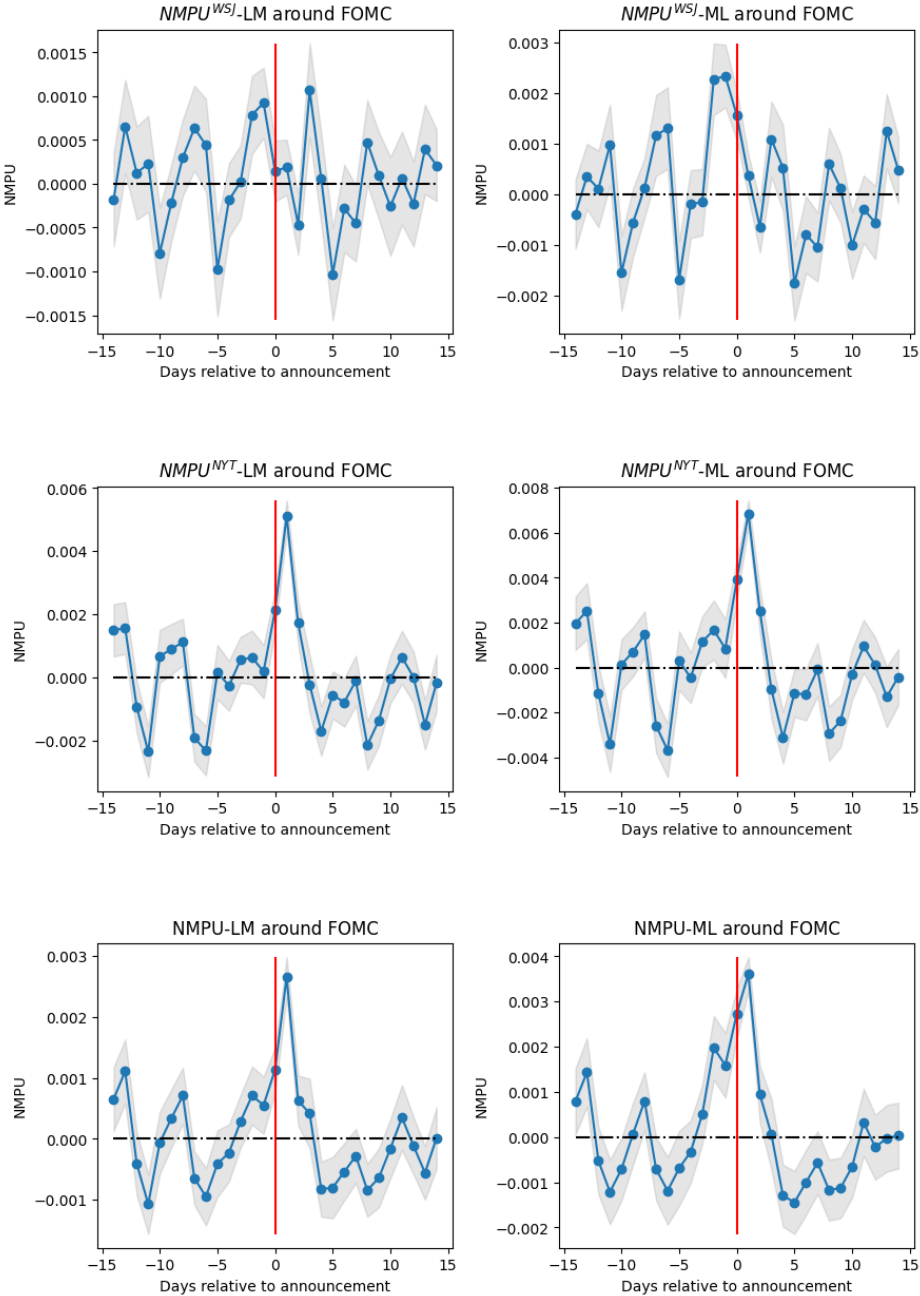 NMPU^WSJ-LM around FOMC
NMPU
0.0015
0.0010
0.0005
0.0000
−0.0005
−0.0010
−0.0015
−15 −10 −5 0 5 10 15
Days relative to announcement
NMPU^WSJ-ML around FOMC
NMPU
0.003
0.002
0.001
0.000
−0.001
−0.002
−15 −10 −5 0 5 10 15
Days relative to announcement
NMPU^NYT-LM around FOMC
NMPU
0.006
0.004
0.002
0.000
−0.002
−15 −10 −5 0 5 10 15
Days relative to announcement
NMPU^NYT-ML around FOMC
NMPU
0.008
0.006
0.004
0.002
0.000
−0.002
−0.004
−15 −10 −5 0 5 10 15
Days relative to announcement
NMPU-LM around FOMC
NMPU
0.003
0.002
0.001
0.000
−0.001
−15 −10 −5 0 5 10 15
Days relative to announcement
NMPU-ML around FOMC
NMPU
0.004
0.003
0.002
0.001
0.000
−0.001
−0.002
−15 −10 −5 0 5 10 15
Days relative to announcement